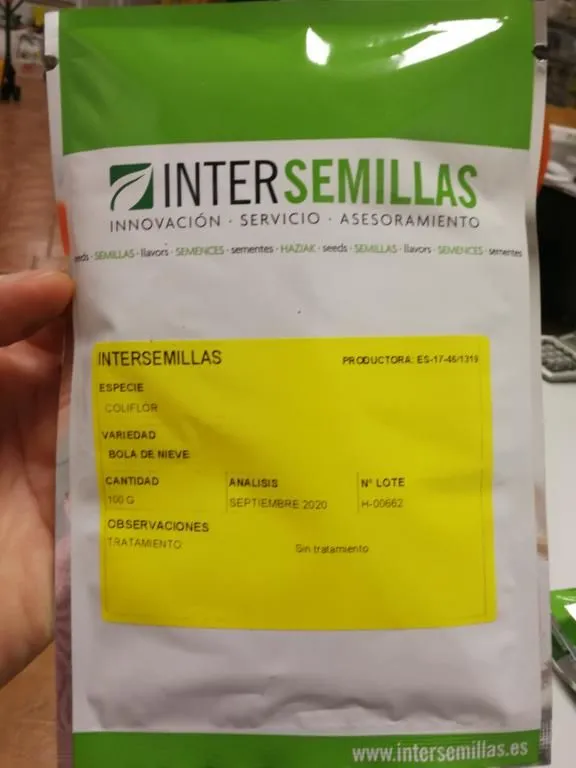 INTERSEMILLAS
INNOVACIÓN · SERVICIO · ASESORAMIENTO
eeds · SEMILLAS · llavors · SEMENCES · sementes · HAZIAK · seeds · SEMILLAS · llavors · SEMENCES · sementes
INTERSEMILLAS PRODUCTORA: ES-17-46/1319
ESPECIE
COLIFLOR
VARIEDAD
BOLA DE NIEVE
CANTIDAD ANALISIS Nº LOTE
100 G SEPTIEMBRE 2020 H-00662
OBSERVACIONES
TRATAMIENTO Sin tratamiento
www.intersemillas.es